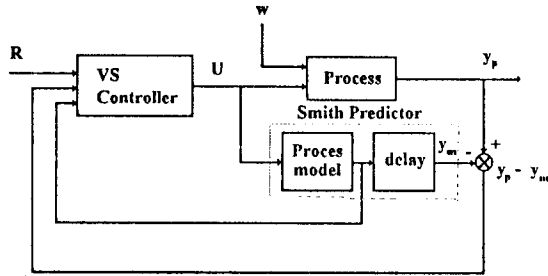 w
R
VS
Controller
U
Process
y_p
Smith Predictor
Proces
model
delay
y_m
-
+
y_p - y_m